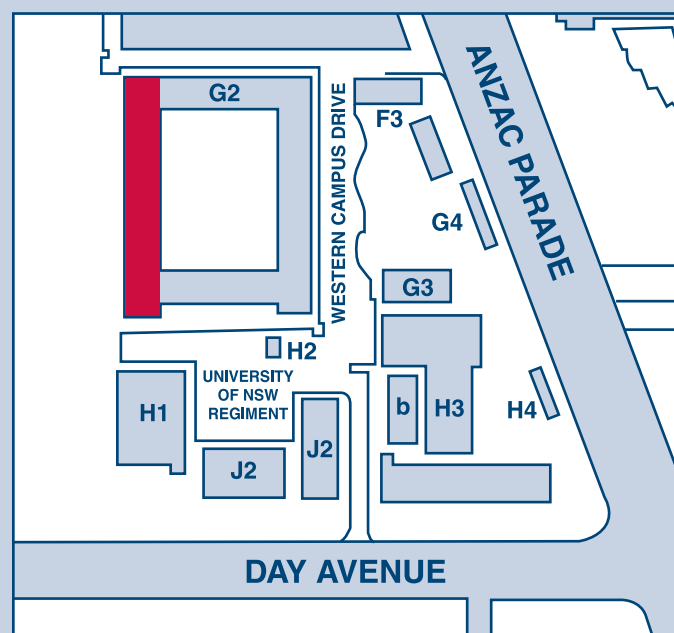 G2
F3
WESTERN CAMPUS DRIVE
ANZAC PARADE
G4
G3
H2
UNIVERSITY
OF NSW
REGIMENT
H1
b
H3
H4
J2
J2
DAY AVENUE